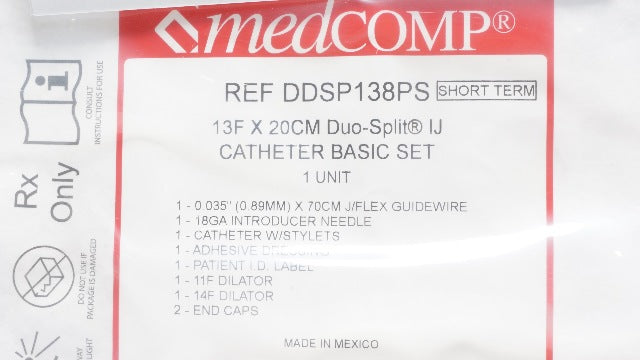 medCOMP®
REF DDSP138PS SHORT TERM
13F X 20CM Duo-Split® IJ
CATHETER BASIC SET
1 UNIT
1 - 0.035" (0.89MM) X 70CM J/FLEX GUIDEWIRE
1 - 18GA INTRODUCER NEEDLE
1 - CATHETER W/STYLETS
1 - ADHESIVE DRESSING
1 - PATIENT I.D. LABEL
1 - 11F DILATOR
1 - 14F DILATOR
2 - END CAPS
MADE IN MEXICO
CONSULT
INSTRUCTIONS FOR USE
Rx
Only
DO NOT USE IF
PACKAGE IS DAMAGED